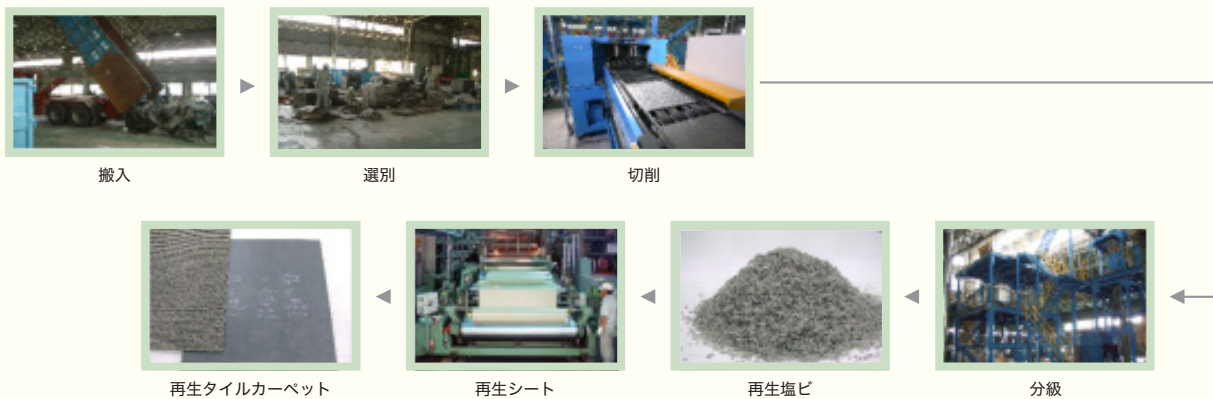 搬入
選別
切削
再生タイルカーペット
再生シート
再生塩ビ
分級